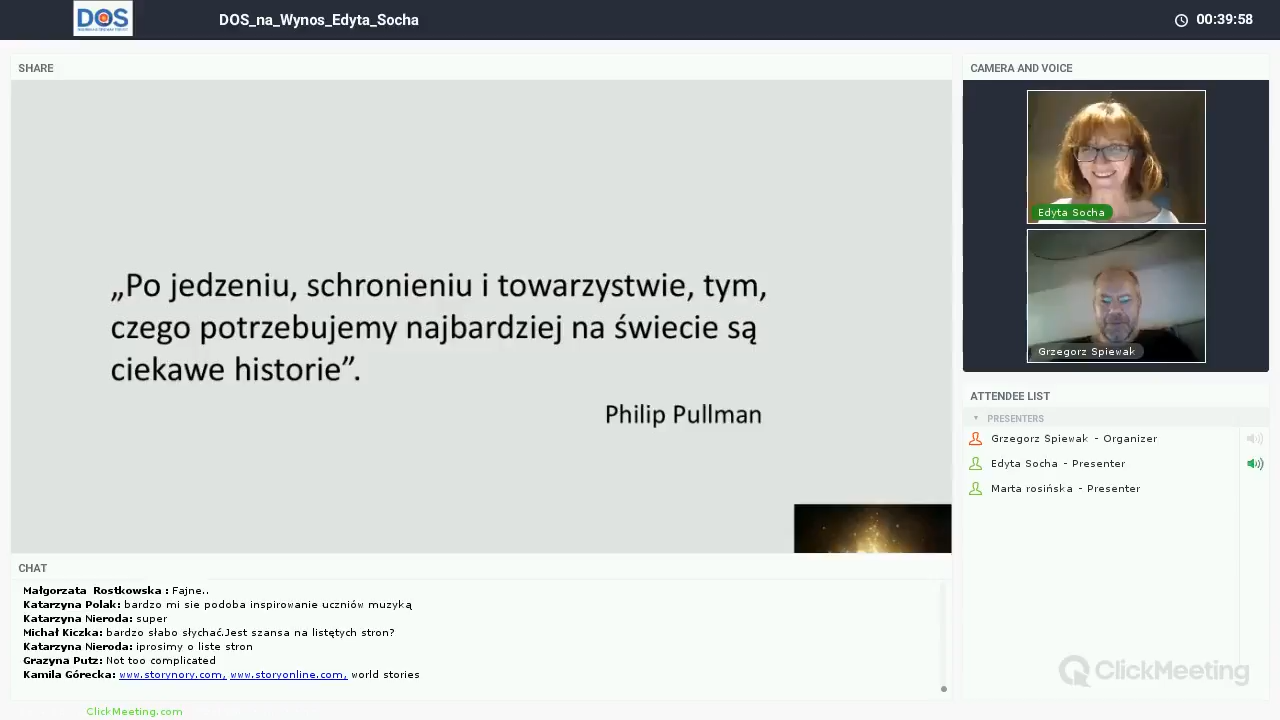 DOS
DOS_na_Wynos_Edyta_Socha
00:39:58
SHARE
„Po jedzeniu, schronieniu i towarzystwie, tym,
czego potrzebujemy najbardziej na świecie są
ciekawe historie”.
Philip Pullman
CAMERA AND VOICE
Edyta Socha
Grzegorz Spiewak
ATTENDEE LIST
PRESENTERS
Grzegorz Spiewak - Organizer
Edyta Socha - Presenter
Marta rosińska - Presenter
CHAT
Małgorzata Rostkowska : Fajne..
Katarzyna Polak: bardzo mi sie podoba inspirowanie uczniów muzyką
Katarzyna Nieroda: super
Michał Kiczka: bardzo słabo słychać.Jest szansa na listętych stron?
Katarzyna Nieroda: iprosimy o liste stron
Grazyna Putz: Not too complicated
Kamila Górecka: www.storynory.com, www.storyonline.com, world stories
ClickMeeting
ClickMeeting.com